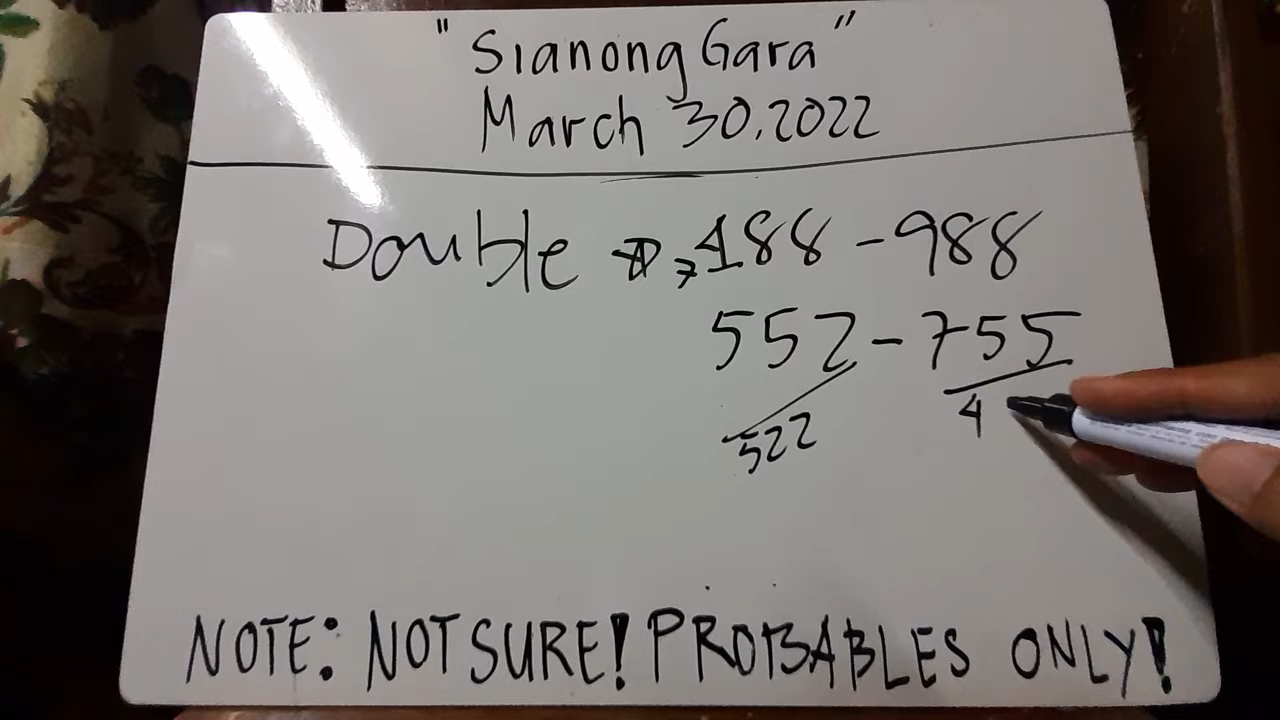 "Sianong Gara"
March 30, 2022
Double 188 - 988
552 - 755
522 4
NOTE: NOT SURE! PROBABLES ONLY!